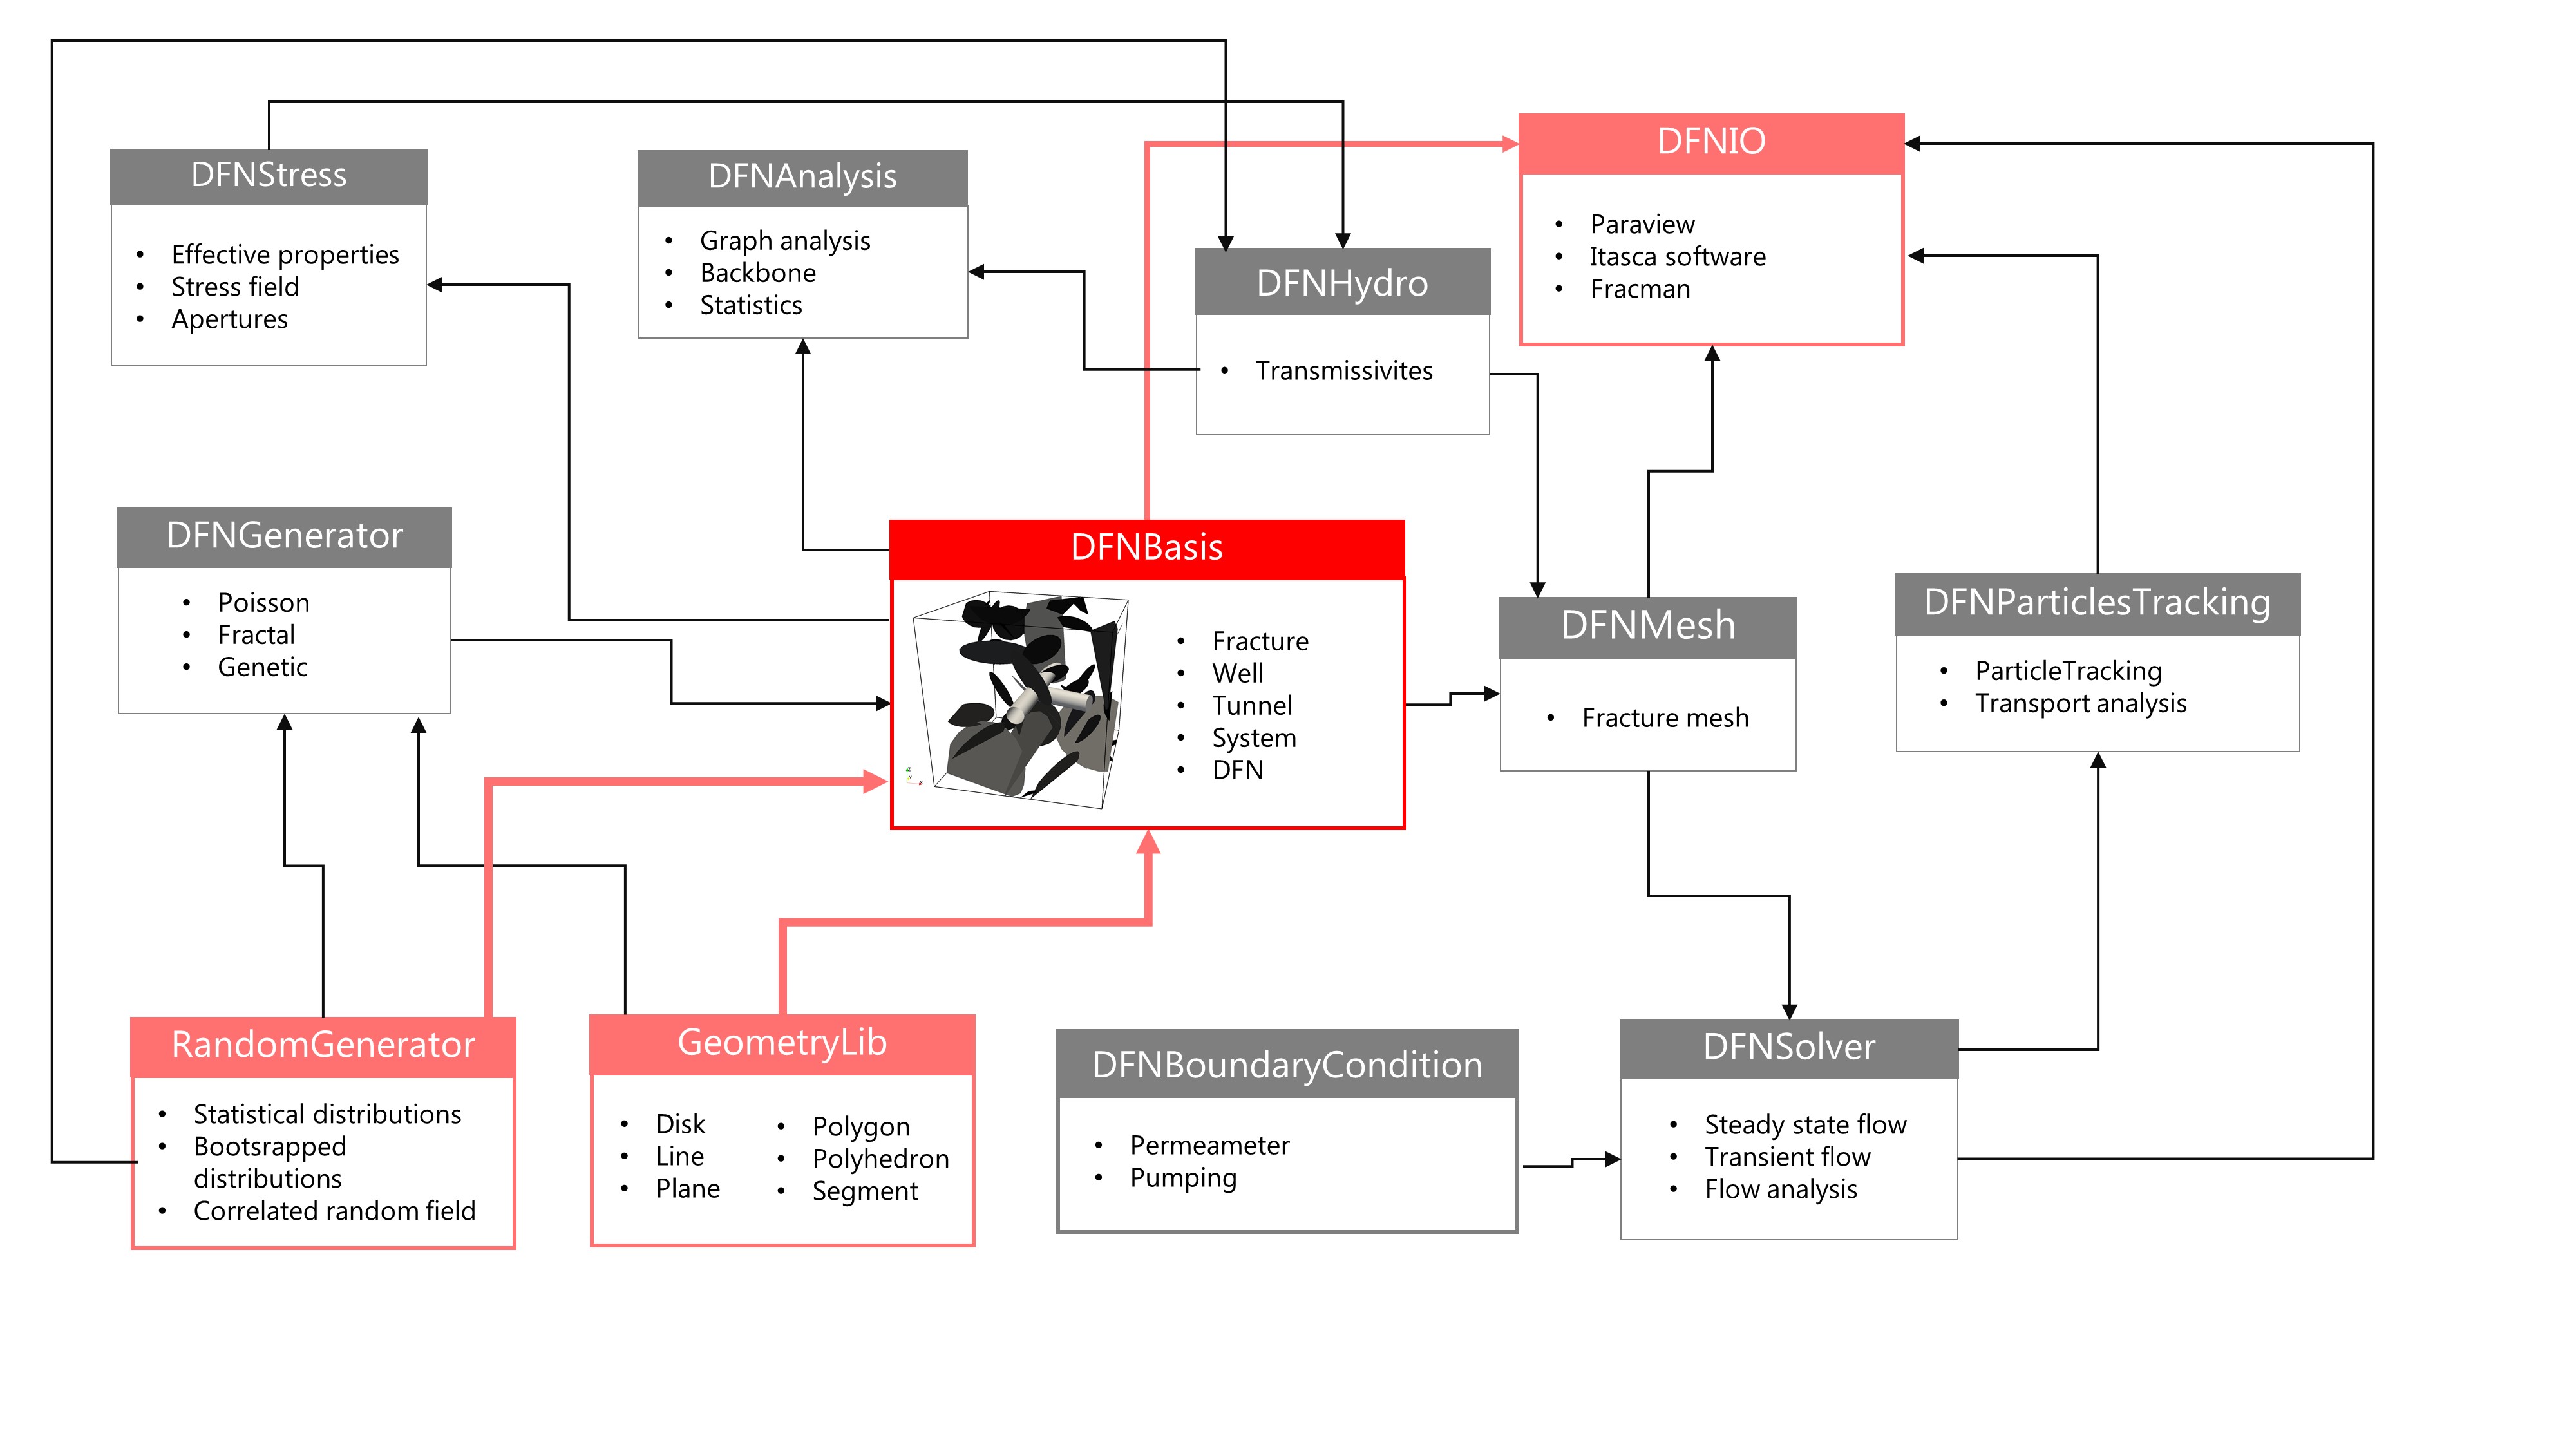 DFNStress
• Effective properties
• Stress field
• Apertures
DFNAnalysis
• Graph analysis
• Backbone
• Statistics
DFNHydro
• Transmissivites
DFNIO
• Paraview
• Itasca software
• Fracman
DFNGenerator
• Poisson
• Fractal
• Genetic
DFNBasis
• Fracture
• Well
• Tunnel
• System
• DFN
DFNMesh
• Fracture mesh
DFNParticlesTracking
• ParticleTracking
• Transport analysis
RandomGenerator
• Statistical distributions
• Bootsrapped
distributions
• Correlated random field
GeometryLib
• Disk
• Line
• Plane
• Polygon
• Polyhedron
• Segment
DFNBoundaryCondition
• Permeameter
• Pumping
DFNSolver
• Steady state flow
• Transient flow
• Flow analysis